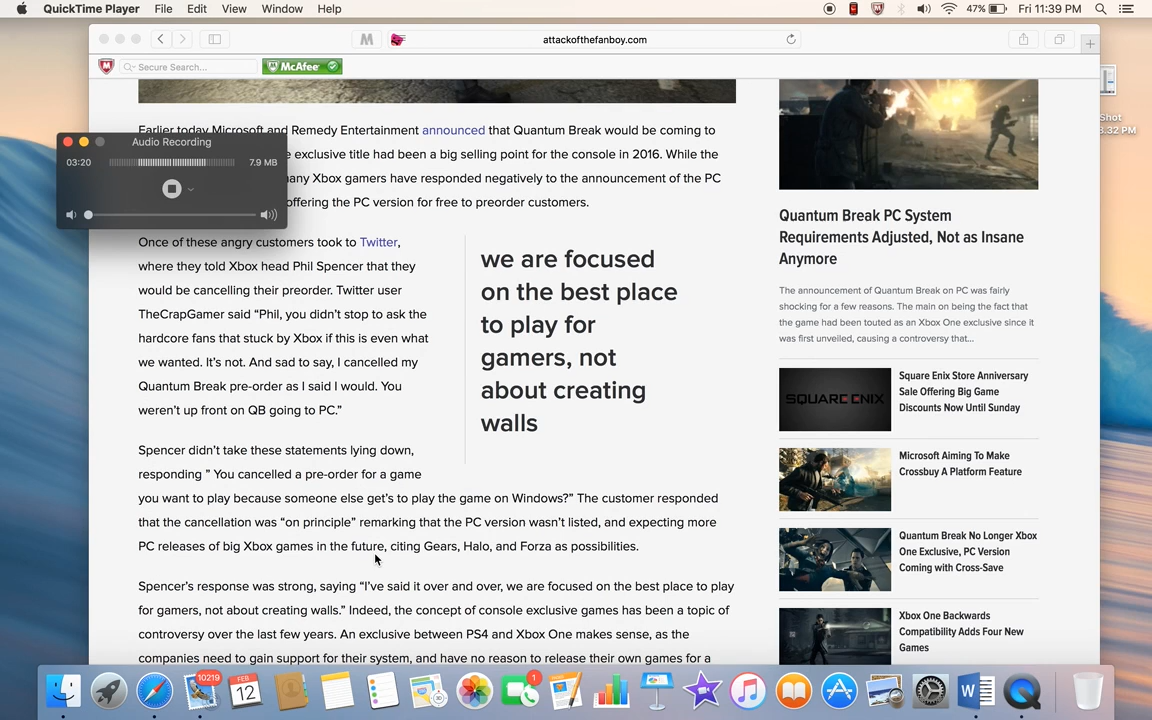 QuickTime Player File Edit View Window Help
47% Fri 11:39 PM
attackofthefanboy.com
Secure Search...
McAfee
Shot
3.32 PM
Audio Recording
03:20
7.9 MB
Earlier today Microsoft and Remedy Entertainment announced that Quantum Break would be coming to
e exclusive title had been a big selling point for the console in 2016. While the
any Xbox gamers have responded negatively to the announcement of the PC
offering the PC version for free to preorder customers.
Once of these angry customers took to Twitter,
where they told Xbox head Phil Spencer that they
would be cancelling their preorder. Twitter user
TheCrapGamer said “Phil, you didn’t stop to ask the
hardcore fans that stuck by Xbox if this is even what
we wanted. It’s not. And sad to say, I cancelled my
Quantum Break pre-order as I said I would. You
weren’t up front on QB going to PC.”
we are focused
on the best place
to play for
gamers, not
about creating
walls
Spencer didn’t take these statements lying down,
responding ” You cancelled a pre-order for a game
you want to play because someone else get’s to play the game on Windows?” The customer responded
that the cancellation was “on principle” remarking that the PC version wasn’t listed, and expecting more
PC releases of big Xbox games in the future, citing Gears, Halo, and Forza as possibilities.
Spencer’s response was strong, saying “I’ve said it over and over, we are focused on the best place to play
for gamers, not about creating walls.” Indeed, the concept of console exclusive games has been a topic of
controversy over the last few years. An exclusive between PS4 and Xbox One makes sense, as the
companies need to gain support for their system, and have no reason to release their own games for a
Quantum Break PC System
Requirements Adjusted, Not as Insane
Anymore
The announcement of Quantum Break on PC was fairly
shocking for a few reasons. The main on being the fact that
the game had been touted as an Xbox One exclusive since it
was first unveiled, causing a controversy that...
SQUARE ENIX
Square Enix Store Anniversary
Sale Offering Big Game
Discounts Now Until Sunday
Microsoft Aiming To Make
Crossbuy A Platform Feature
Quantum Break No Longer Xbox
One Exclusive, PC Version
Coming with Cross-Save
Xbox One Backwards
Compatibility Adds Four New
Games
10219
FEB
12
1